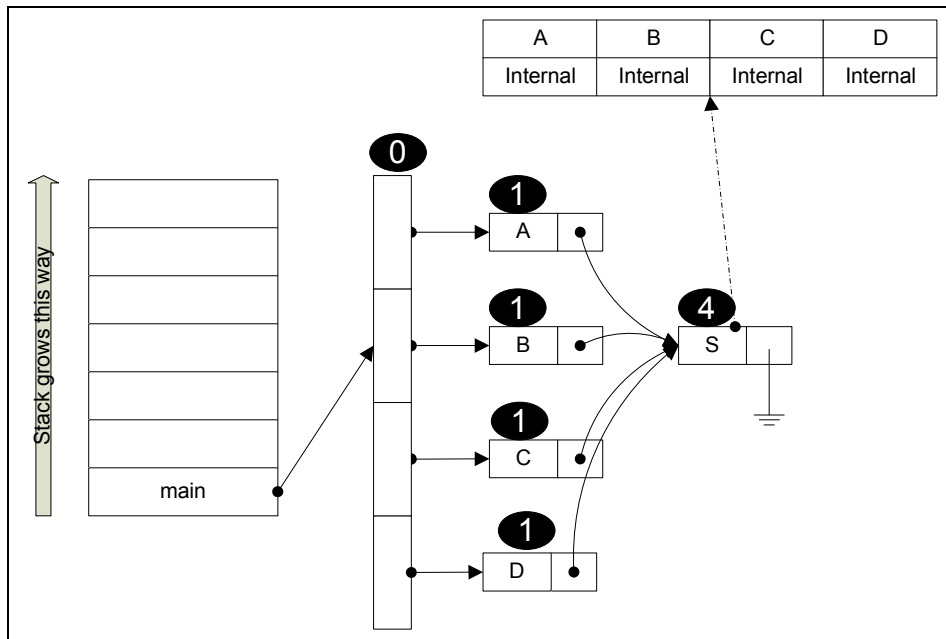 A B C D
Internal Internal Internal Internal
0
1
A
1
B
4
S
1
C
1
D
Stack grows this way
main